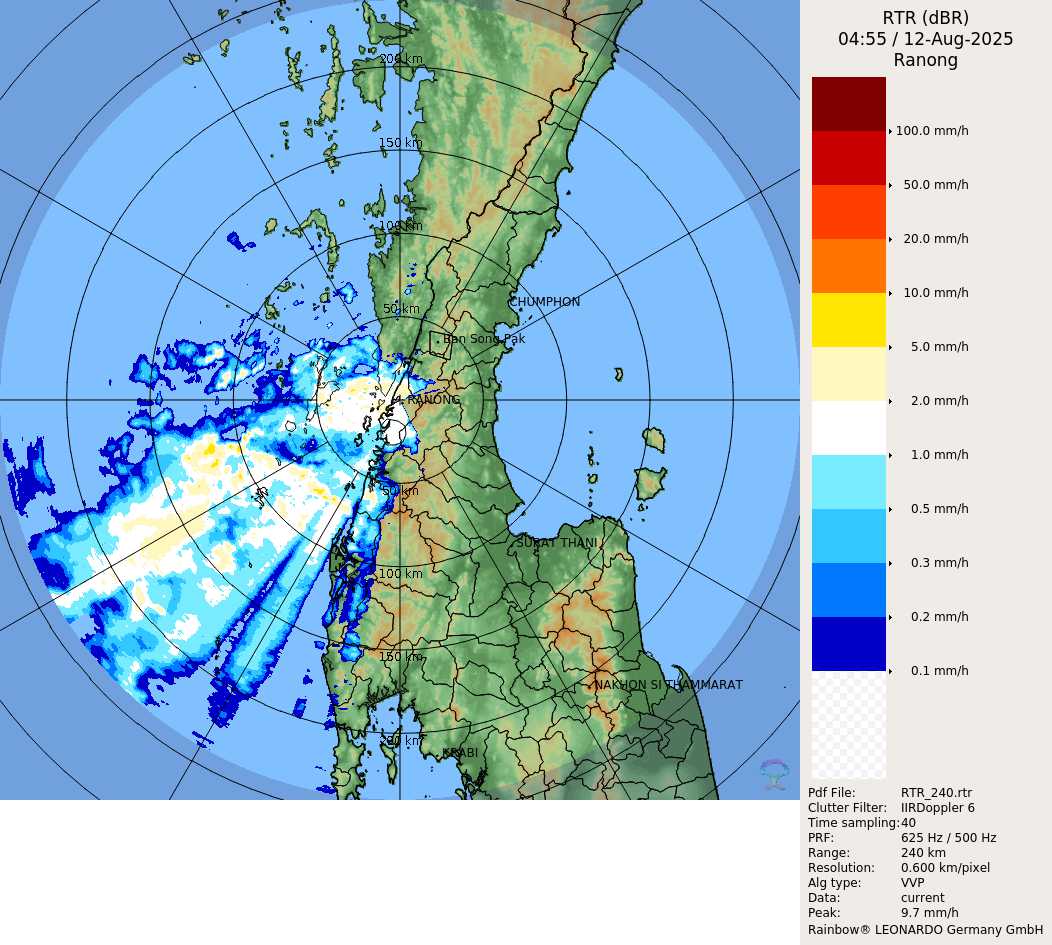 RTR (dBR)
04:55 / 12-Aug-2025
Ranong
100.0 mm/h
50.0 mm/h
20.0 mm/h
10.0 mm/h
5.0 mm/h
2.0 mm/h
1.0 mm/h
0.5 mm/h
0.3 mm/h
0.2 mm/h
0.1 mm/h
Pdf File: RTR_240.rtr
Clutter Filter: IIRDoppler 6
Time sampling: 40
PRF: 625 Hz / 500 Hz
Range: 240 km
Resolution: 0.600 km/pixel
Alg type: VVP
Data: current
Peak: 9.7 mm/h
Rainbow® LEONARDO Germany GmbH
200 km
150 km
100 km
CHUMPHON
50 km
Ban Song Pak
RANONG
50 km
SURAT THANI
100 km
150 km
NAKHON SI THAMMARAT
200 km
KRABI